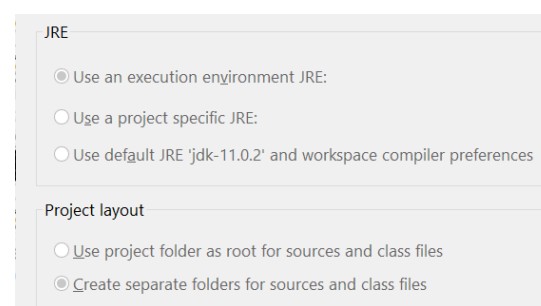 JRE
Use an execution environment JRE:
Use a project specific JRE:
Use default JRE 'jdk-11.0.2' and workspace compiler preferences
Project layout
Use project folder as root for sources and class files
Create separate folders for sources and class files